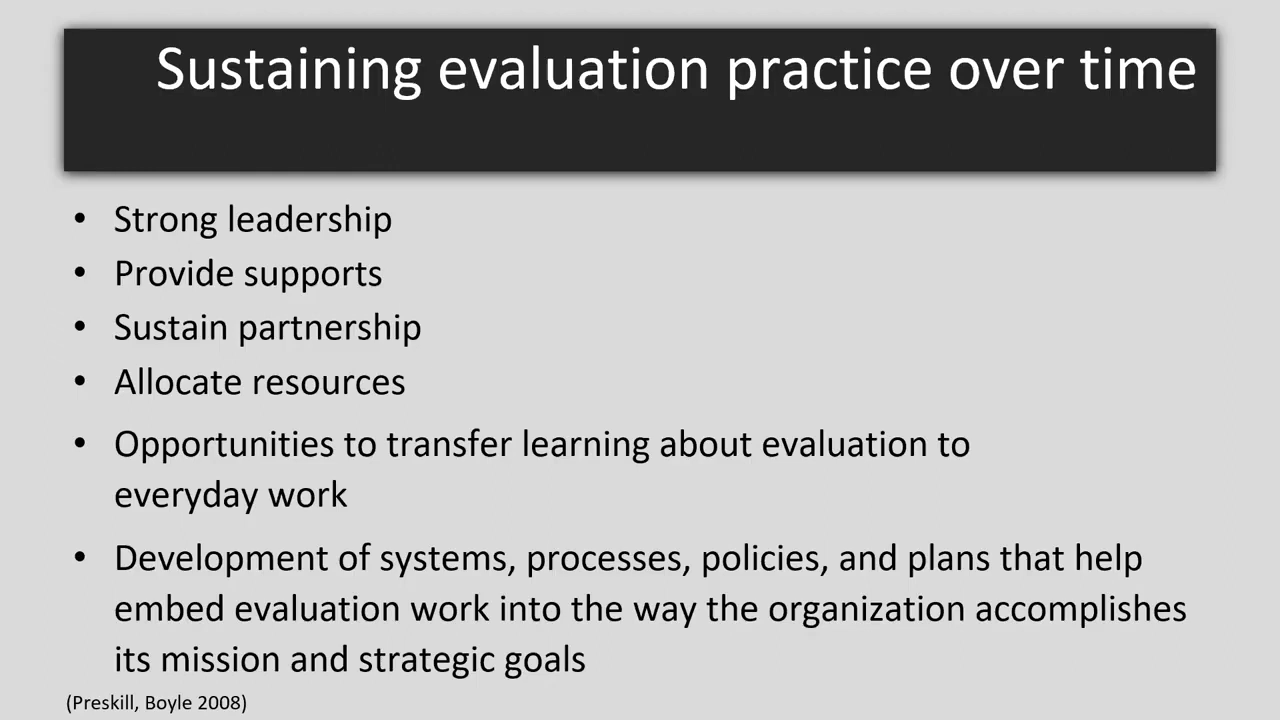 Sustaining evaluation practice over time
• Strong leadership
• Provide supports
• Sustain partnership
• Allocate resources
• Opportunities to transfer learning about evaluation to
everyday work
• Development of systems, processes, policies, and plans that help
embed evaluation work into the way the organization accomplishes
its mission and strategic goals
(Preskill, Boyle 2008)